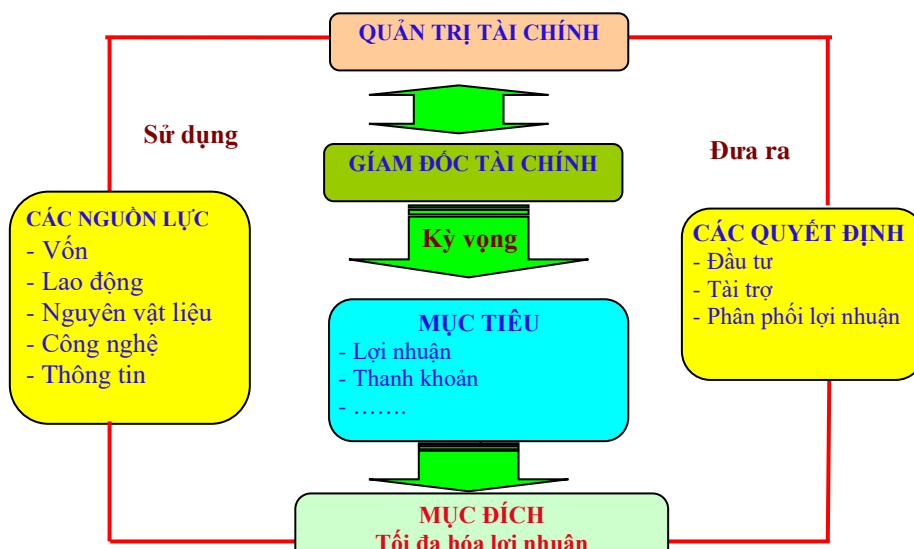 QUẢN TRỊ TÀI CHÍNH
Sử dụng
Đưa ra
GÍAM ĐỐC TÀI CHÍNH
Kỳ vọng
CÁC NGUỒN LỰC
- Vốn
- Lao động
- Nguyên vật liệu
- Công nghệ
- Thông tin
CÁC QUYẾT ĐỊNH
- Đầu tư
- Tài trợ
- Phân phối lợi nhuận
MỤC TIÊU
- Lợi nhuận
- Thanh khoản
- …….
MỤC ĐÍCH
Tối đa hóa lợi nhuận